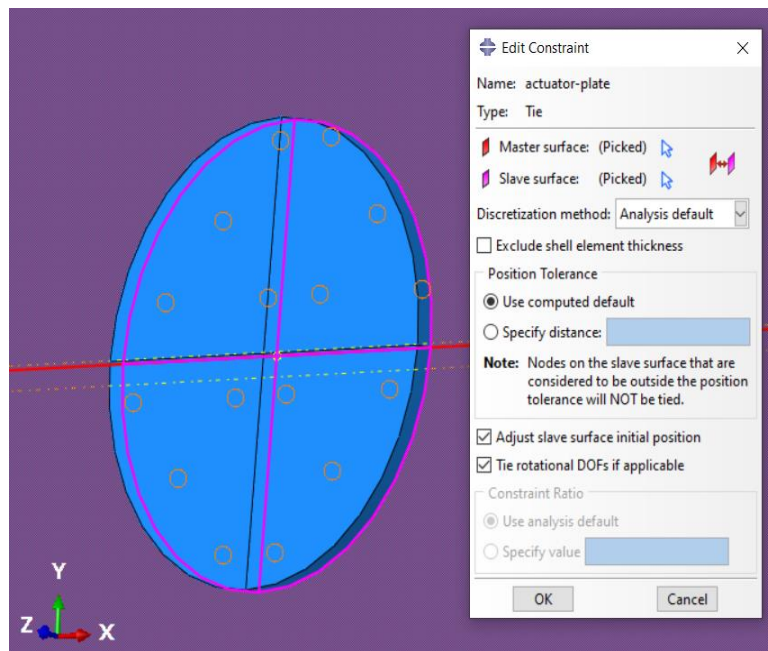 Edit Constraint
Name: actuator-plate
Type: Tie
Master surface: (Picked)
Slave surface: (Picked)
Discretization method: Analysis default
Exclude shell element thickness
Position Tolerance
Use computed default
Specify distance:
Note: Nodes on the slave surface that are
considered to be outside the position
tolerance will NOT be tied.
Adjust slave surface initial position
Tie rotational DOFs if applicable
Constraint Ratio
Use analysis default
Specify value
OK Cancel
Y
Z X